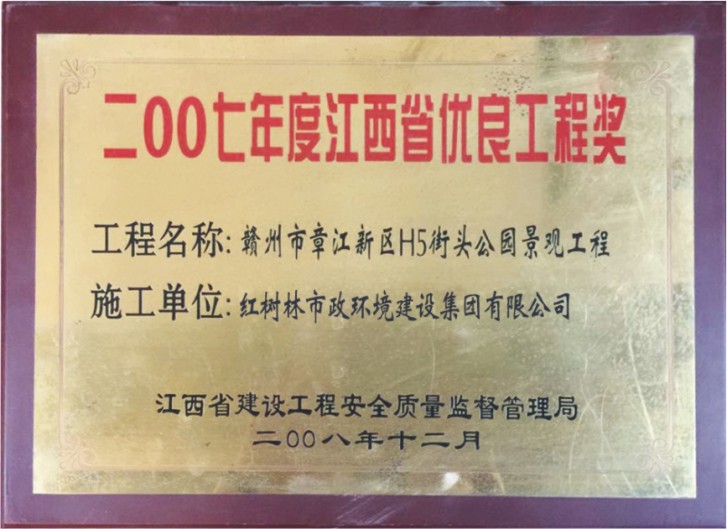 二00七年度江西省优良工程奖
工程名称: 赣州市章江新区H5街头公园景观工程
施工单位: 红树林市政环境建设集团有限公司
江西省建设工程安全质量监督管理局
二00八年十二月